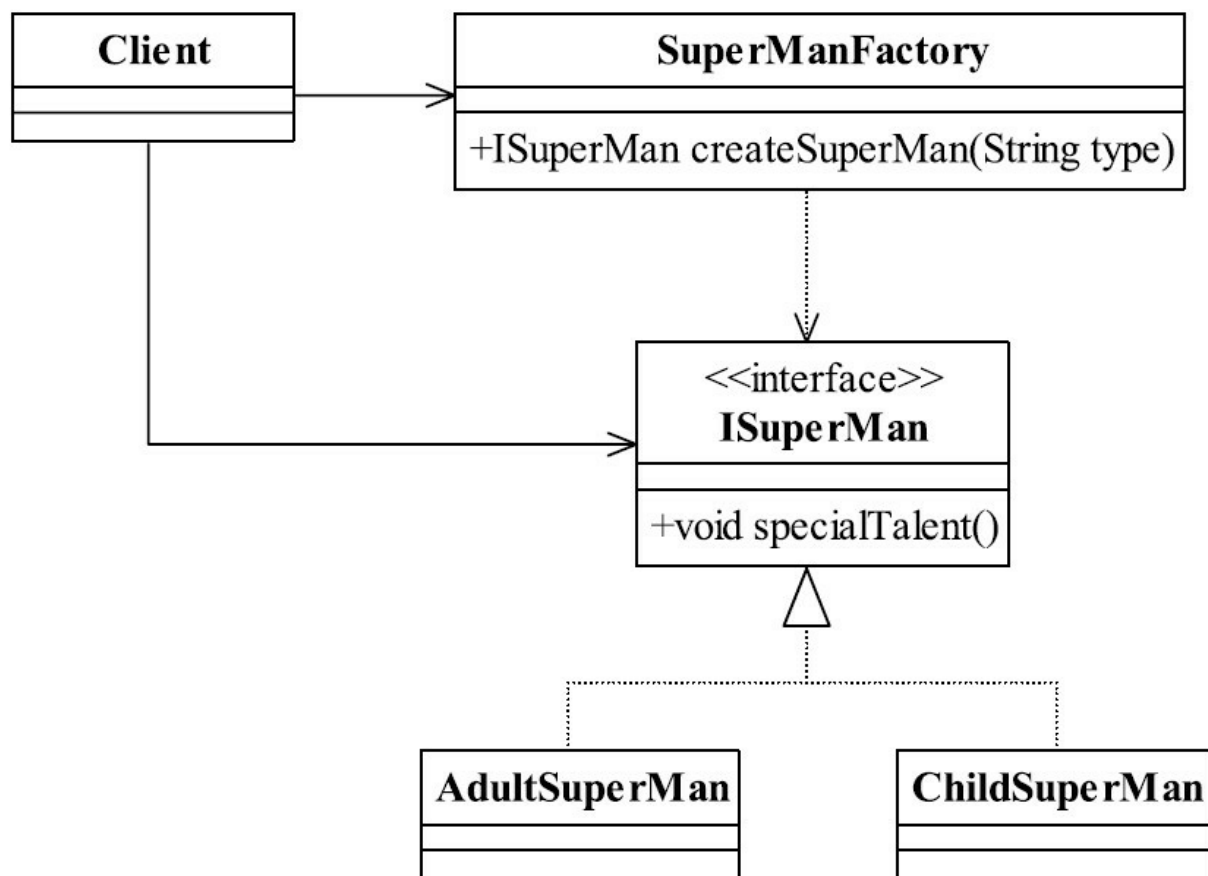 Client
SuperManFactory
+ISuperMan createSuperMan(String type)
<<interface>>
ISuperMan
+void specialTalent()
AdultSuperMan
ChildSuperMan